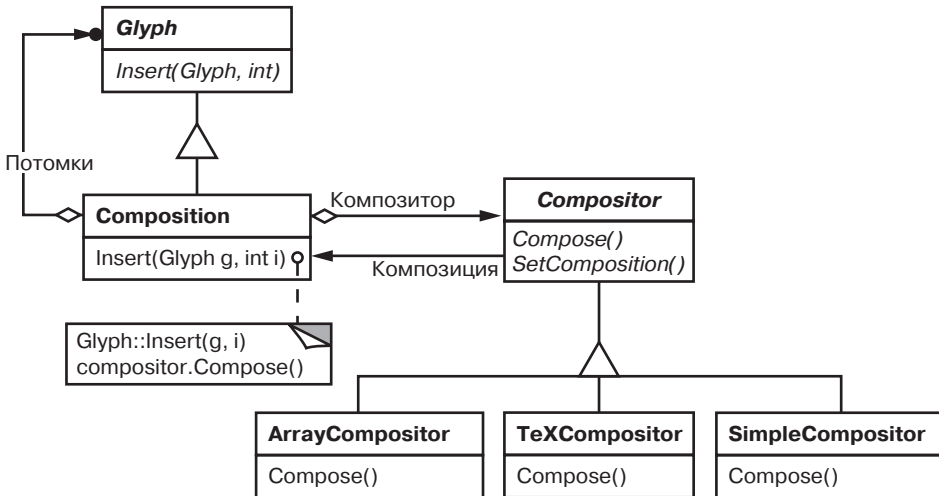 Glyph
Insert(Glyph, int)
Потомки
Composition
Insert(Glyph g, int i)
Композитор
Композиция
Compositor
Compose()
SetComposition()
Glyph::Insert(g, i)
compositor.Compose()
ArrayCompositor
Compose()
TeXCompositor
Compose()
SimpleCompositor
Compose()